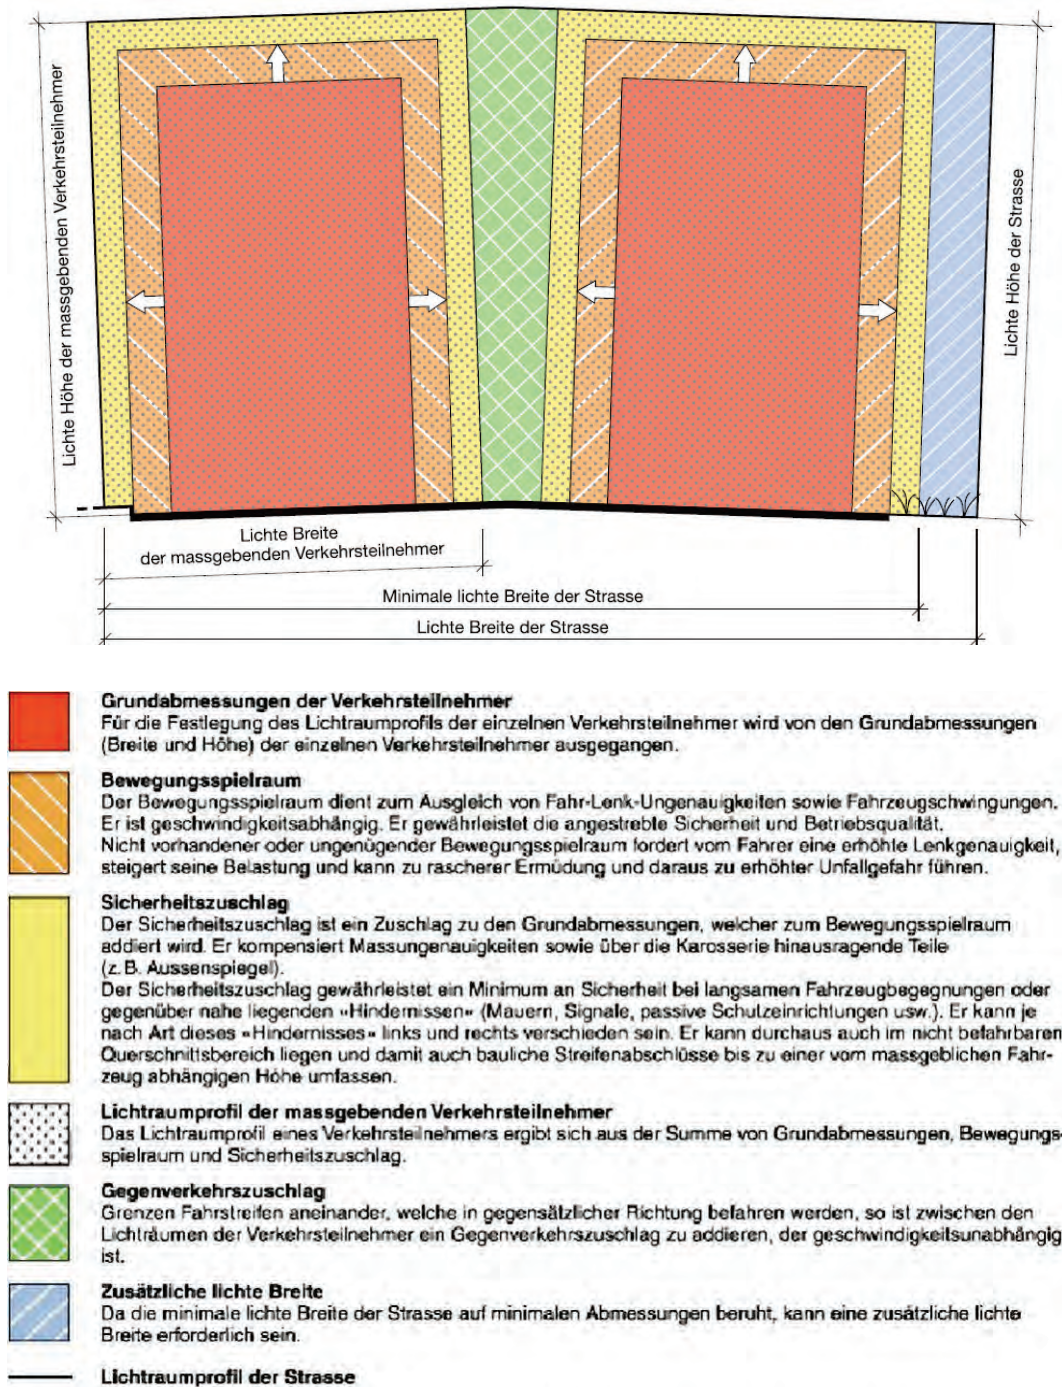 Lichte Höhe der massgebenden Verkehrsteilnehmer
Lichte Höhe der Strasse
Lichte Breite
der massgebenden Verkehrsteilnehmer
Minimale lichte Breite der Strasse
Lichte Breite der Strasse
Grundabmessungen der Verkehrsteilnehmer
Für die Festlegung des Lichtraumprofils der einzelnen Verkehrsteilnehmer wird von den Grundabmessungen
(Breite und Höhe) der einzelnen Verkehrsteilnehmer ausgegangen.
Bewegungsspielraum
Der Bewegungsspielraum dient zum Ausgleich von Fahr-Lenk-Ungenauigkeiten sowie Fahrzeugschwingungen.
Er ist geschwindigkeitsabhängig. Er gewährleistet die angestrebte Sicherheit und Betriebsqualität.
Nicht vorhandener oder ungenügender Bewegungsspielraum fordert vom Fahrer eine erhöhte Lenkgenauigkeit,
steigert seine Belastung und kann zu rascherer Ermüdung und daraus zu erhöhter Unfallgefahr führen.
Sicherheitszuschlag
Der Sicherheitszuschlag ist ein Zuschlag zu den Grundabmessungen, welcher zum Bewegungsspielraum
addiert wird. Er kompensiert Massungenauigkeiten sowie über die Karosserie hinausragende Teile
(z.B. Aussenspiegel).
Der Sicherheitszuschlag gewährleistet ein Minimum an Sicherheit bei langsamen Fahrzeugbegegnungen oder
gegenüber nahe liegenden «Hindernissen» (Mauern, Signale, passive Schutzeinrichtungen usw.). Er kann je
nach Art dieses «Hindernisses» links und rechts verschieden sein. Er kann durchaus auch im nicht befahrbaren
Querschnittsbereich liegen und damit auch bauliche Streifenabschlüsse bis zu einer vom massgeblichen Fahr-
zeug abhängigen Höhe umfassen.
Lichtraumprofil der massgebenden Verkehrsteilnehmer
Das Lichtraumprofil eines Verkehrsteilnehmers ergibt sich aus der Summe von Grundabmessungen, Bewegungs-
spielraum und Sicherheitszuschlag.
Gegenverkehrszuschlag
Grenzen Fahrstreifen aneinander, welche in gegensätzlicher Richtung befahren werden, so ist zwischen den
Lichträumen der Verkehrsteilnehmer ein Gegenverkehrszuschlag zu addieren, der geschwindigkeitsunabhängig
ist.
Zusätzliche lichte Breite
Da die minimale lichte Breite der Strasse auf minimalen Abmessungen beruht, kann eine zusätzliche lichte
Breite erforderlich sein.
Lichtraumprofil der Strasse